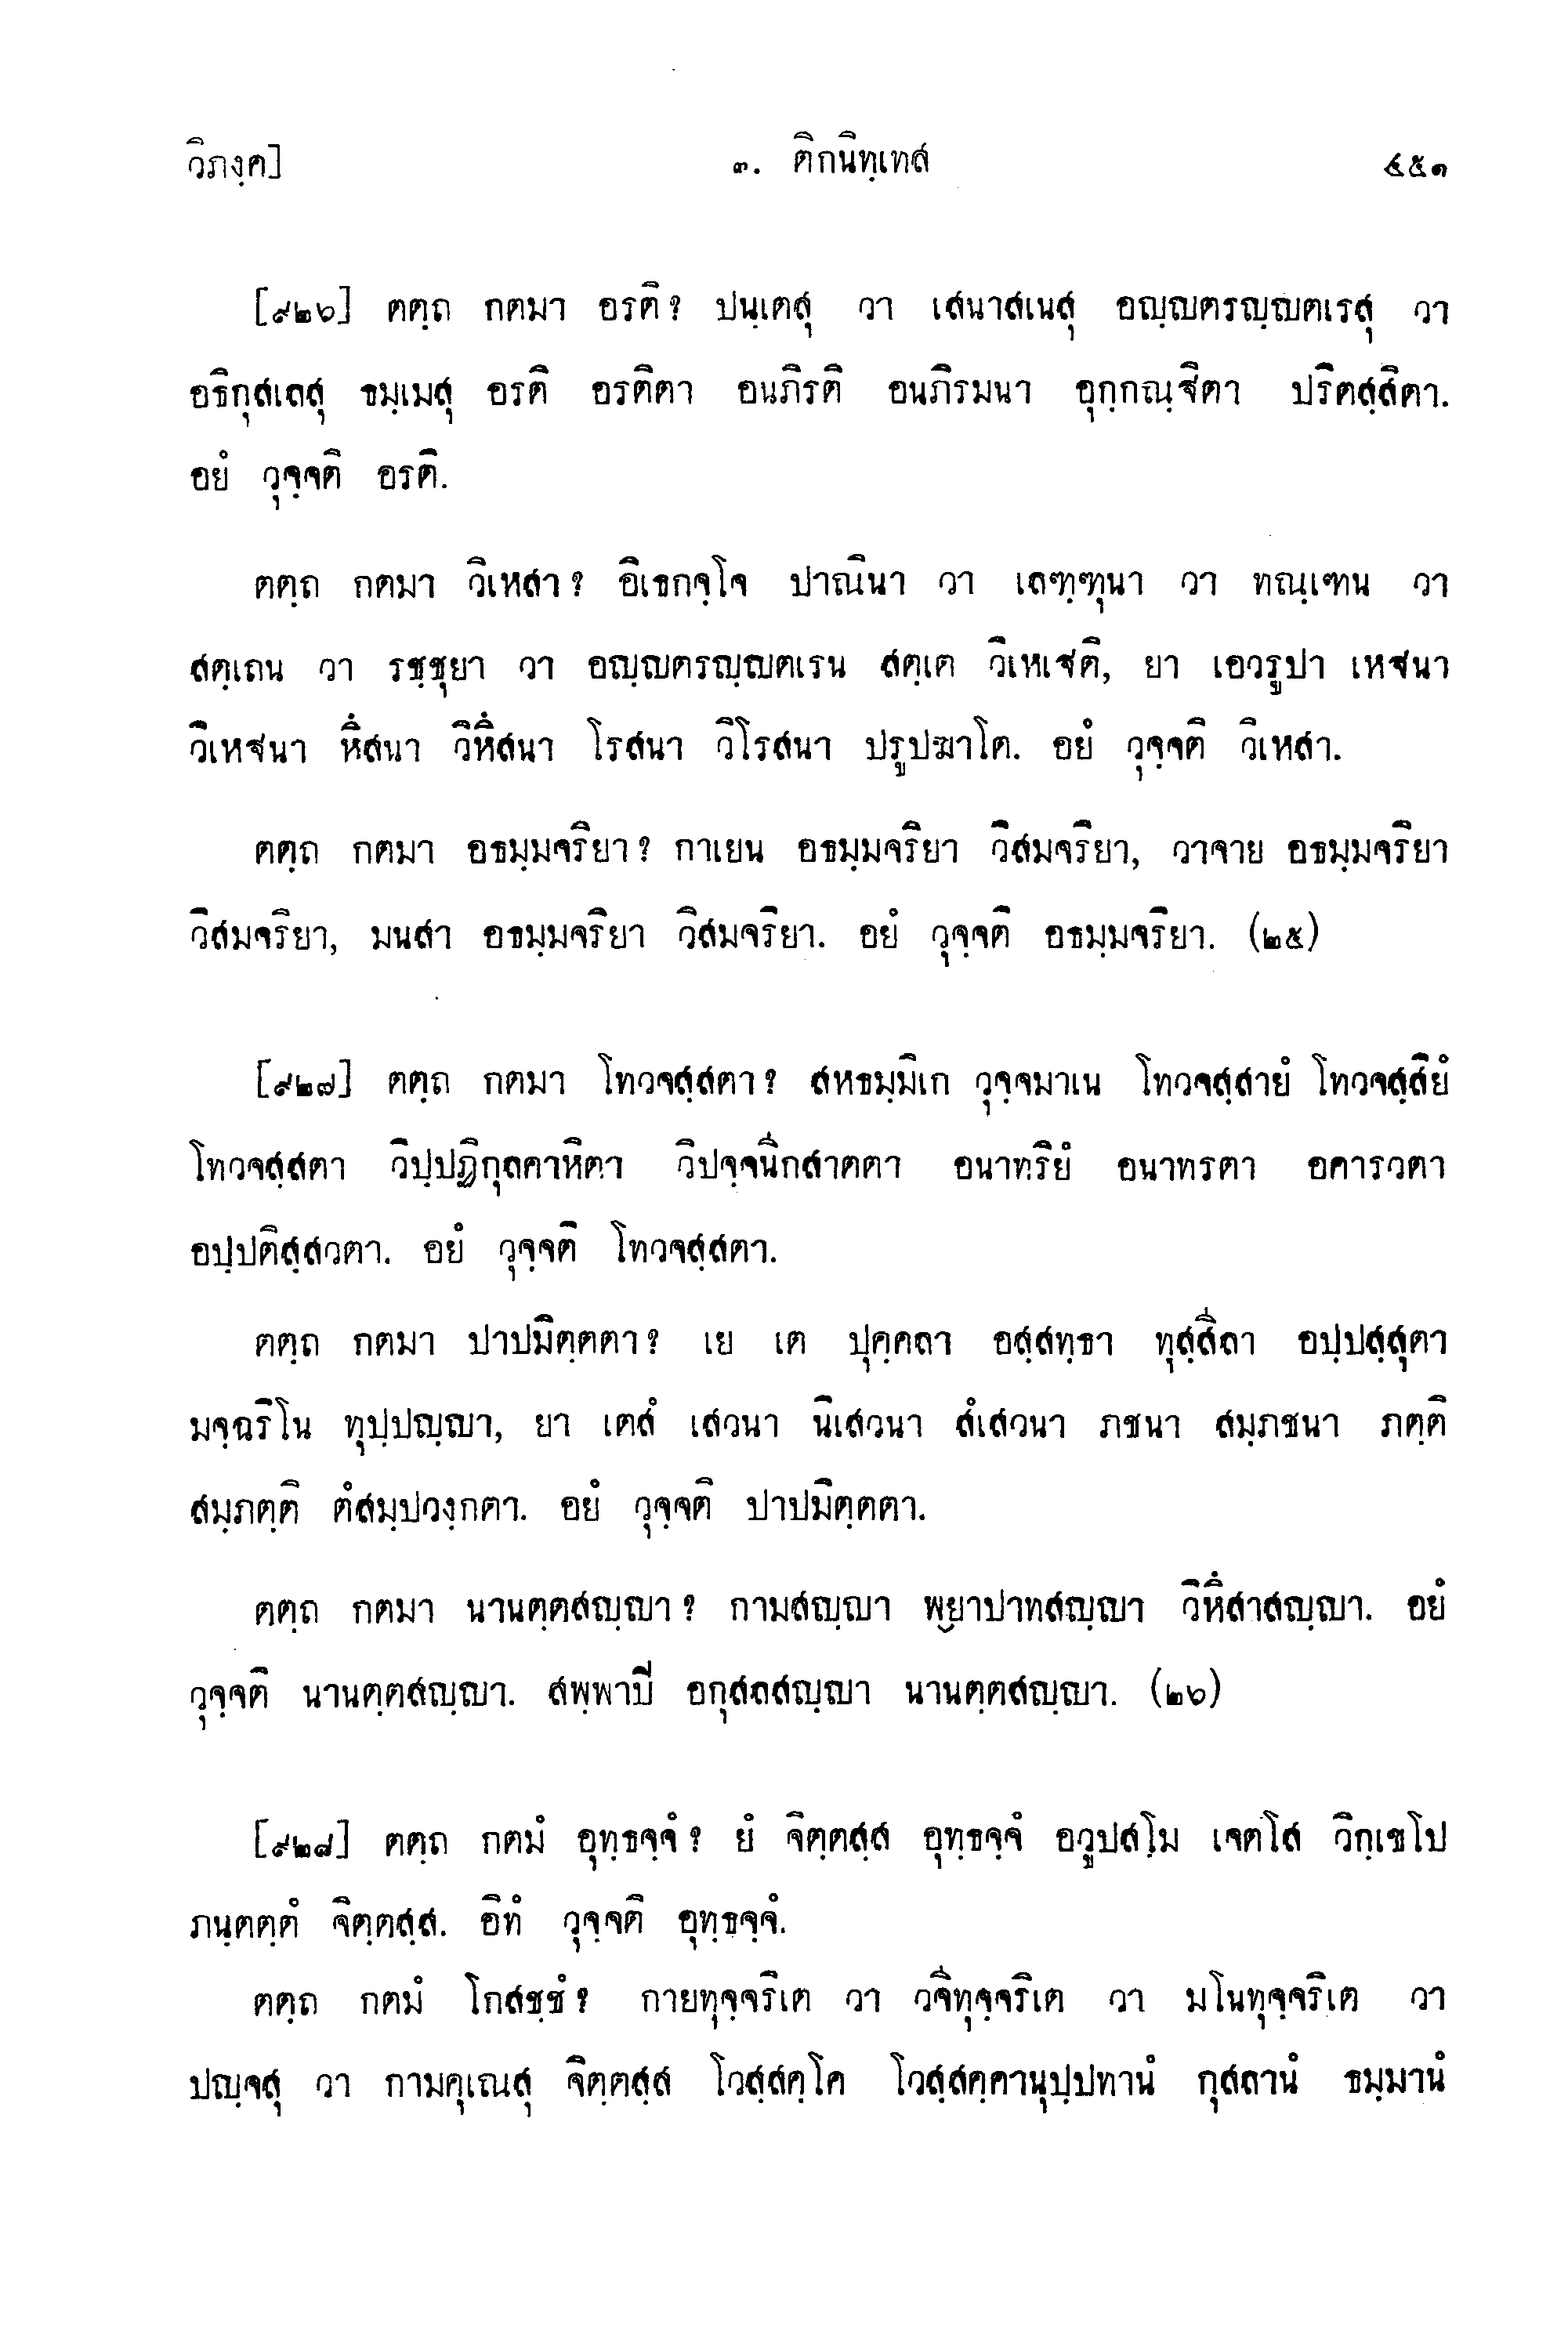 วิภงฺค]
๓. ติกนิทฺเทส
๔๕๑
[๙๒๖] ตตฺถ กตมา อรติ? ปนฺเตสุ วา เสนาสเนสุ อญฺญตรญฺญตเรสุ วา
อธิกุสเลสุ ธมฺเมสุ อรติ อรติตา อนภิรติ อนภิรมนา อุกฺกณฺฐิตา ปริตสฺสิตา.
อยํ วุจฺจติ อรติ.
ตตฺถ กตมา วิเหสา? อิเธกจฺโจ ปาณินา วา เลฑฺฑุนา วา ทณฺเฑน วา
สตฺเถน วา รชฺชุยา วา อญฺญตรญฺญตเรน สตฺเต วิเหเฐติ, ยา เอวรูปา เหฐนา
วิเหฐนา หึสนา วิหึสนา โรสนา วิโรสนา ปรูปฆาโต. อยํ วุจฺจติ วิเหสา.
ตตฺถ กตมา อธมฺมจริยา? กาเยน อธมฺมจริยา วิสมจริยา, วาจาย อธมฺมจริยา
วิสมจริยา, มนสา อธมฺมจริยา วิสมจริยา. อยํ วุจฺจติ อธมฺมจริยา. (๒๕)
[๙๒๗] ตตฺถ กตมา โทวจสฺสตา? สหธมฺมิเก วุจฺจมาเน โทวจสฺสายํ โทวจสฺสิยํ
โทวจสฺสตา วิปฺปฏิกุลคาหิตา วิปจฺจนีกสาตตา อนาทริยํ อนาทรตา อคารวตา
อปฺปติสฺสวตา. อยํ วุจฺจติ โทวจสฺสตา.
ตตฺถ กตมา ปาปมิตฺตตา? เย เต ปุคฺคลา อสฺสทฺธา ทุสฺสีลา อปฺปสฺสุตา
มจฺฉริโน ทุปฺปญฺญา, ยา เตสํ เสวนา นิเสวนา สํเสวนา ภชนา สมฺภชนา ภตฺติ
สมฺภตฺติ ตํสมฺปวงฺกตา. อยํ วุจฺจติ ปาปมิตฺตตา.
ตตฺถ กตมา นานตฺตสญฺญา? กามสญฺญา พฺยาปาทสญฺญา วิหึสาสญฺญา. อยํ
วุจฺจติ นานตฺตสญฺญา. สพฺพาปิ อกุสลสญฺญา นานตฺตสญฺญา. (๒๖)
[๙๒๘] ตตฺถ กตมํ อุทฺธจฺจํ? ยํ จิตฺตสฺส อุทฺธจฺจํ อวูปสโม เจตโส วิกฺเขโป
ภนฺตตฺตํ จิตฺตสฺส. อิทํ วุจฺจติ อุทฺธจฺจํ.
ตตฺถ กตมํ โกสชฺชํ? กายทุจฺจริเต วา วจีทุจฺจริเต วา มโนทุจฺจริเต วา
ปญฺจสุ วา กามคุเณสุ จิตฺตสฺส โวสฺสคฺโค โวสฺสคฺคานุปฺปทานํ กุสลานํ ธมฺมานํ